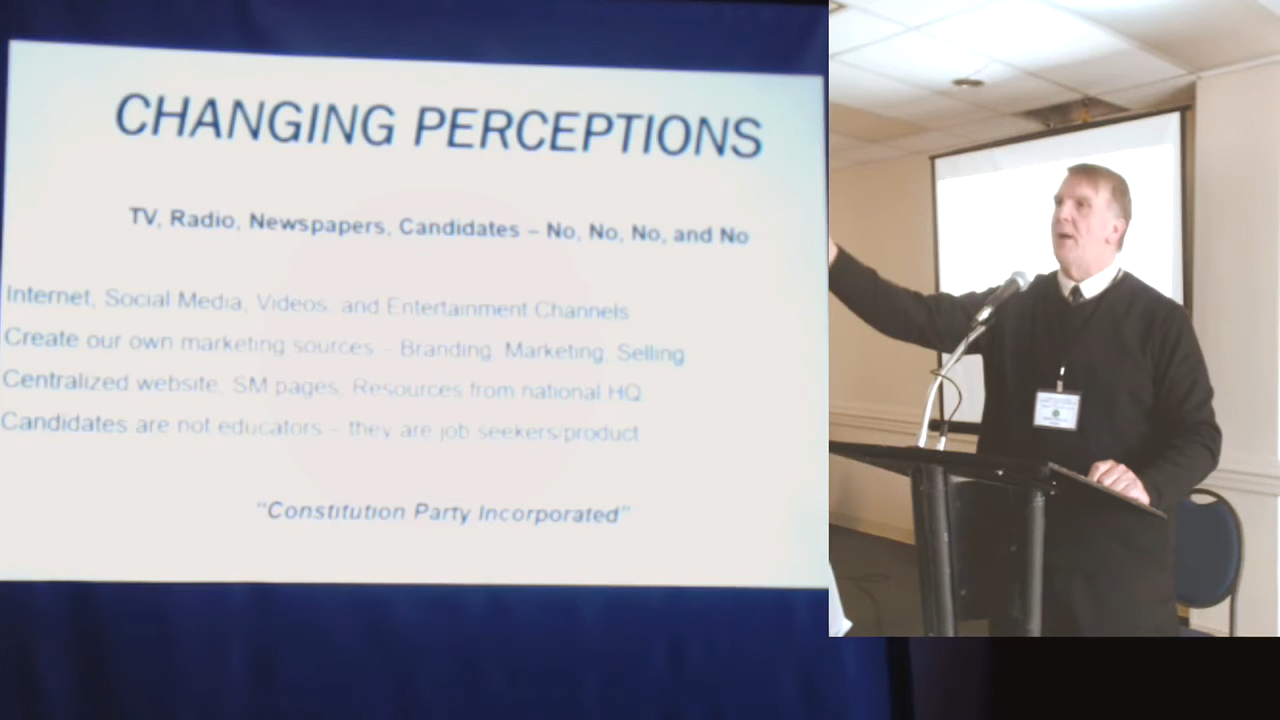 CHANGING PERCEPTIONS
TV, Radio, Newspapers, Candidates – No, No, No, and No
Internet, Social Media, Videos, and Entertainment Channels
Create our own marketing sources – Branding, Marketing, Selling
Centralized website, SM pages, Resources from national HQ
Candidates are not educators – they are job seekers/product
"Constitution Party Incorporated"